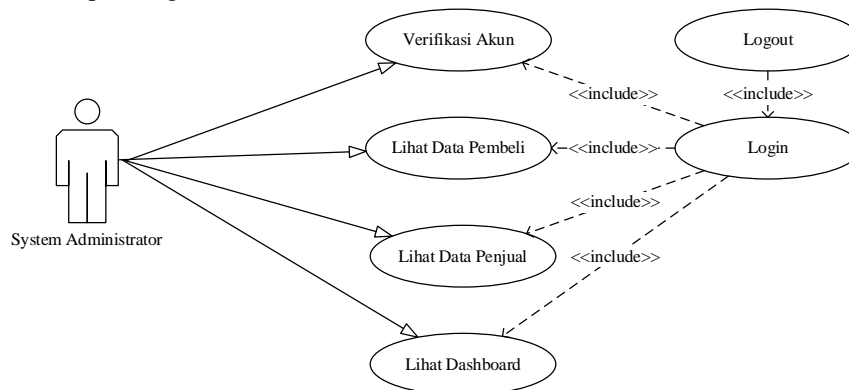 Verifikasi Akun
Logout
<<include>>
<<include>>
Lihat Data Pembeli
<<include>>
Login
<<include>>
System Administrator
Lihat Data Penjual
<<include>>
Lihat Dashboard